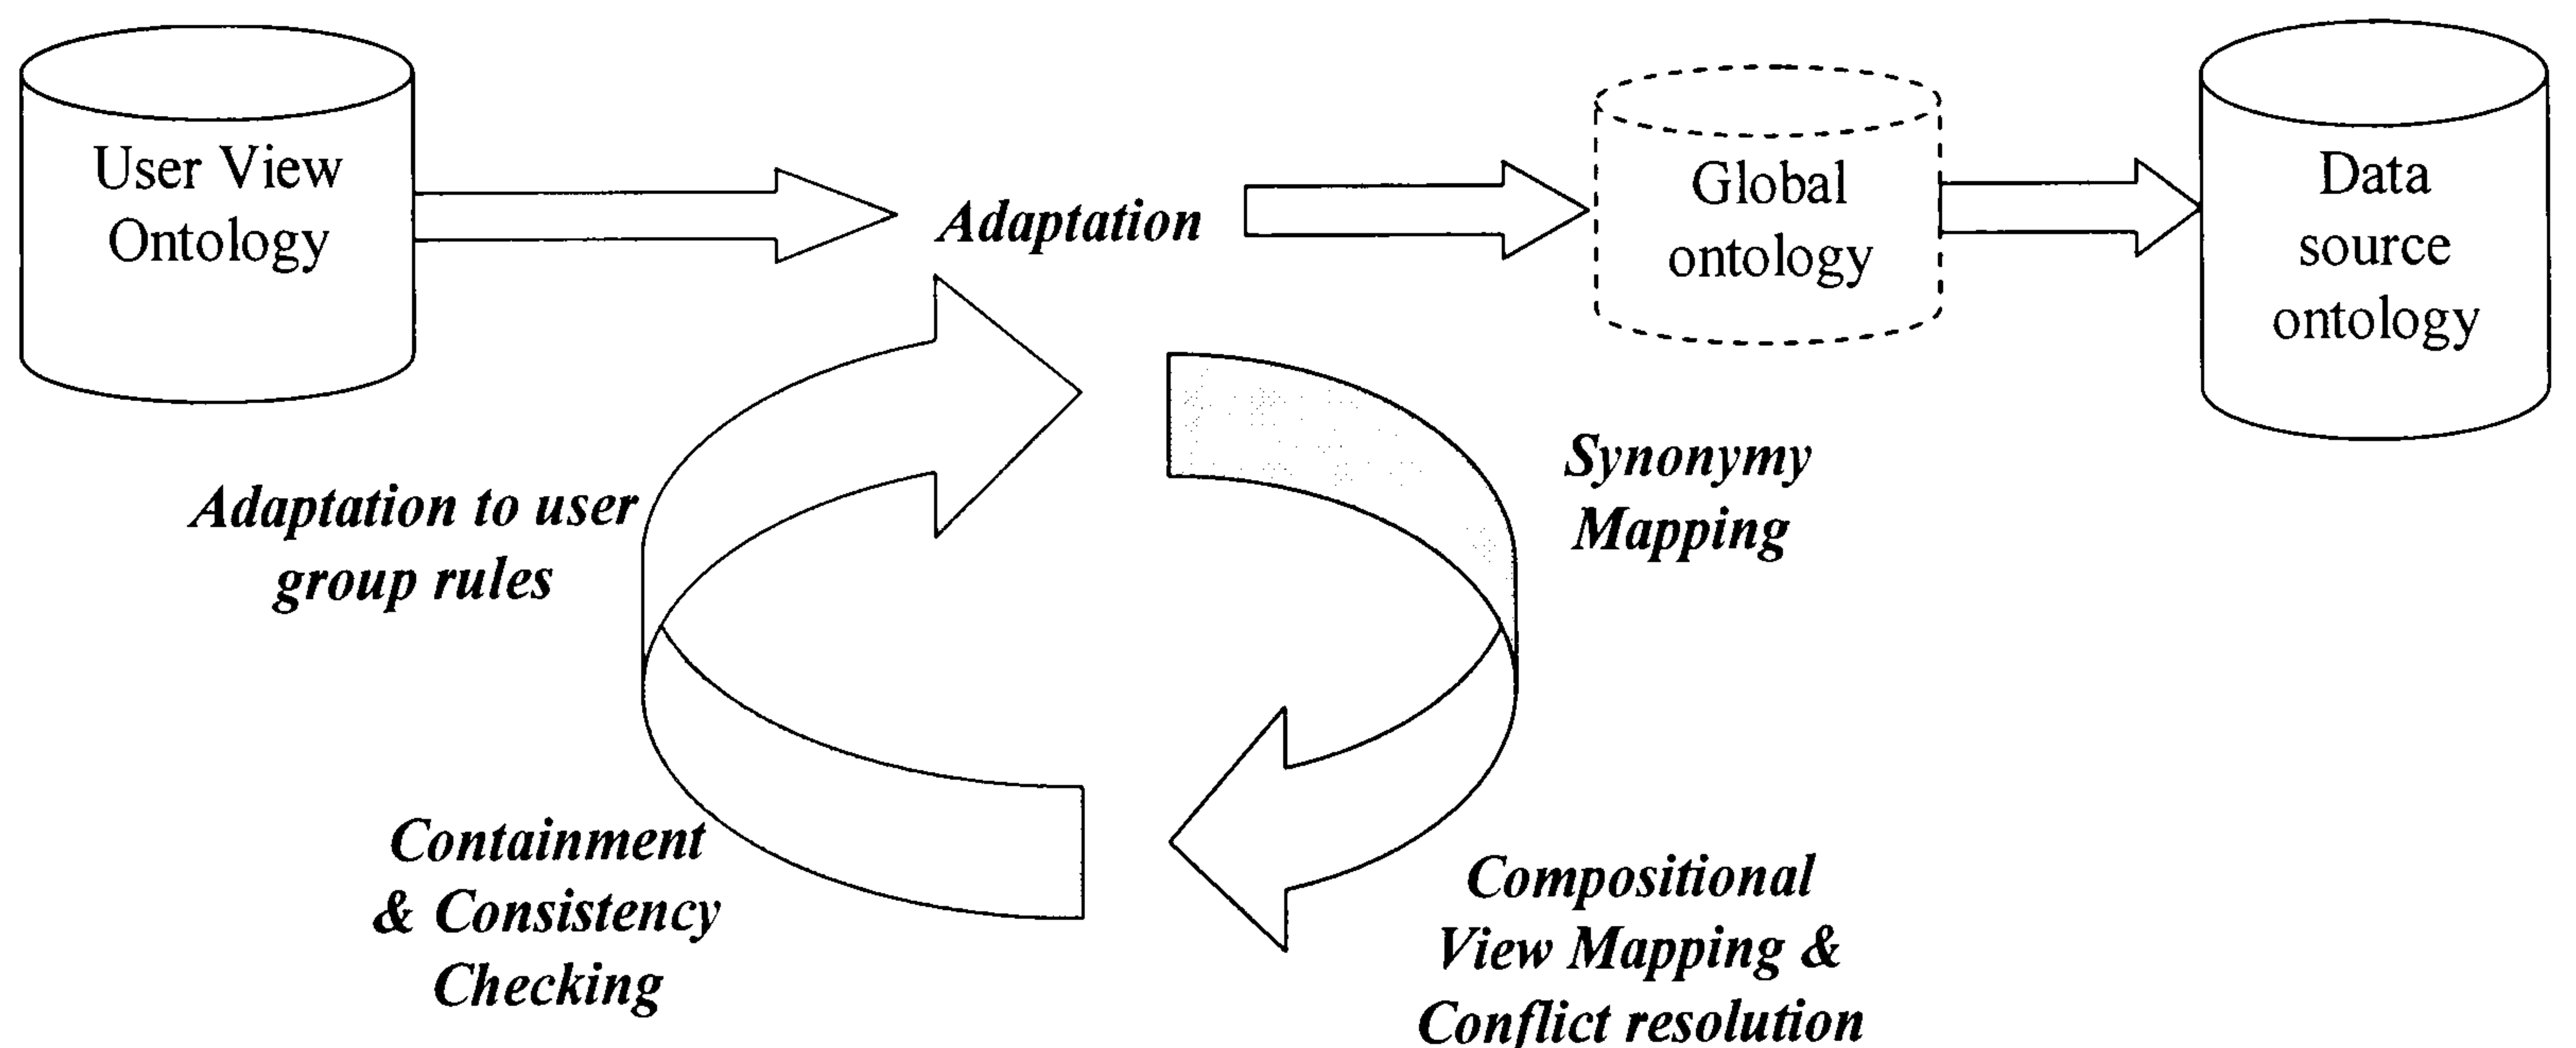 User View
Ontology
Adaptation
Global
ontology
Data
source
ontology
Synonymy
Mapping
Adaptation to user
group rules
Containment
& Consistency
Checking
Compositional
View Mapping &
Conflict resolution